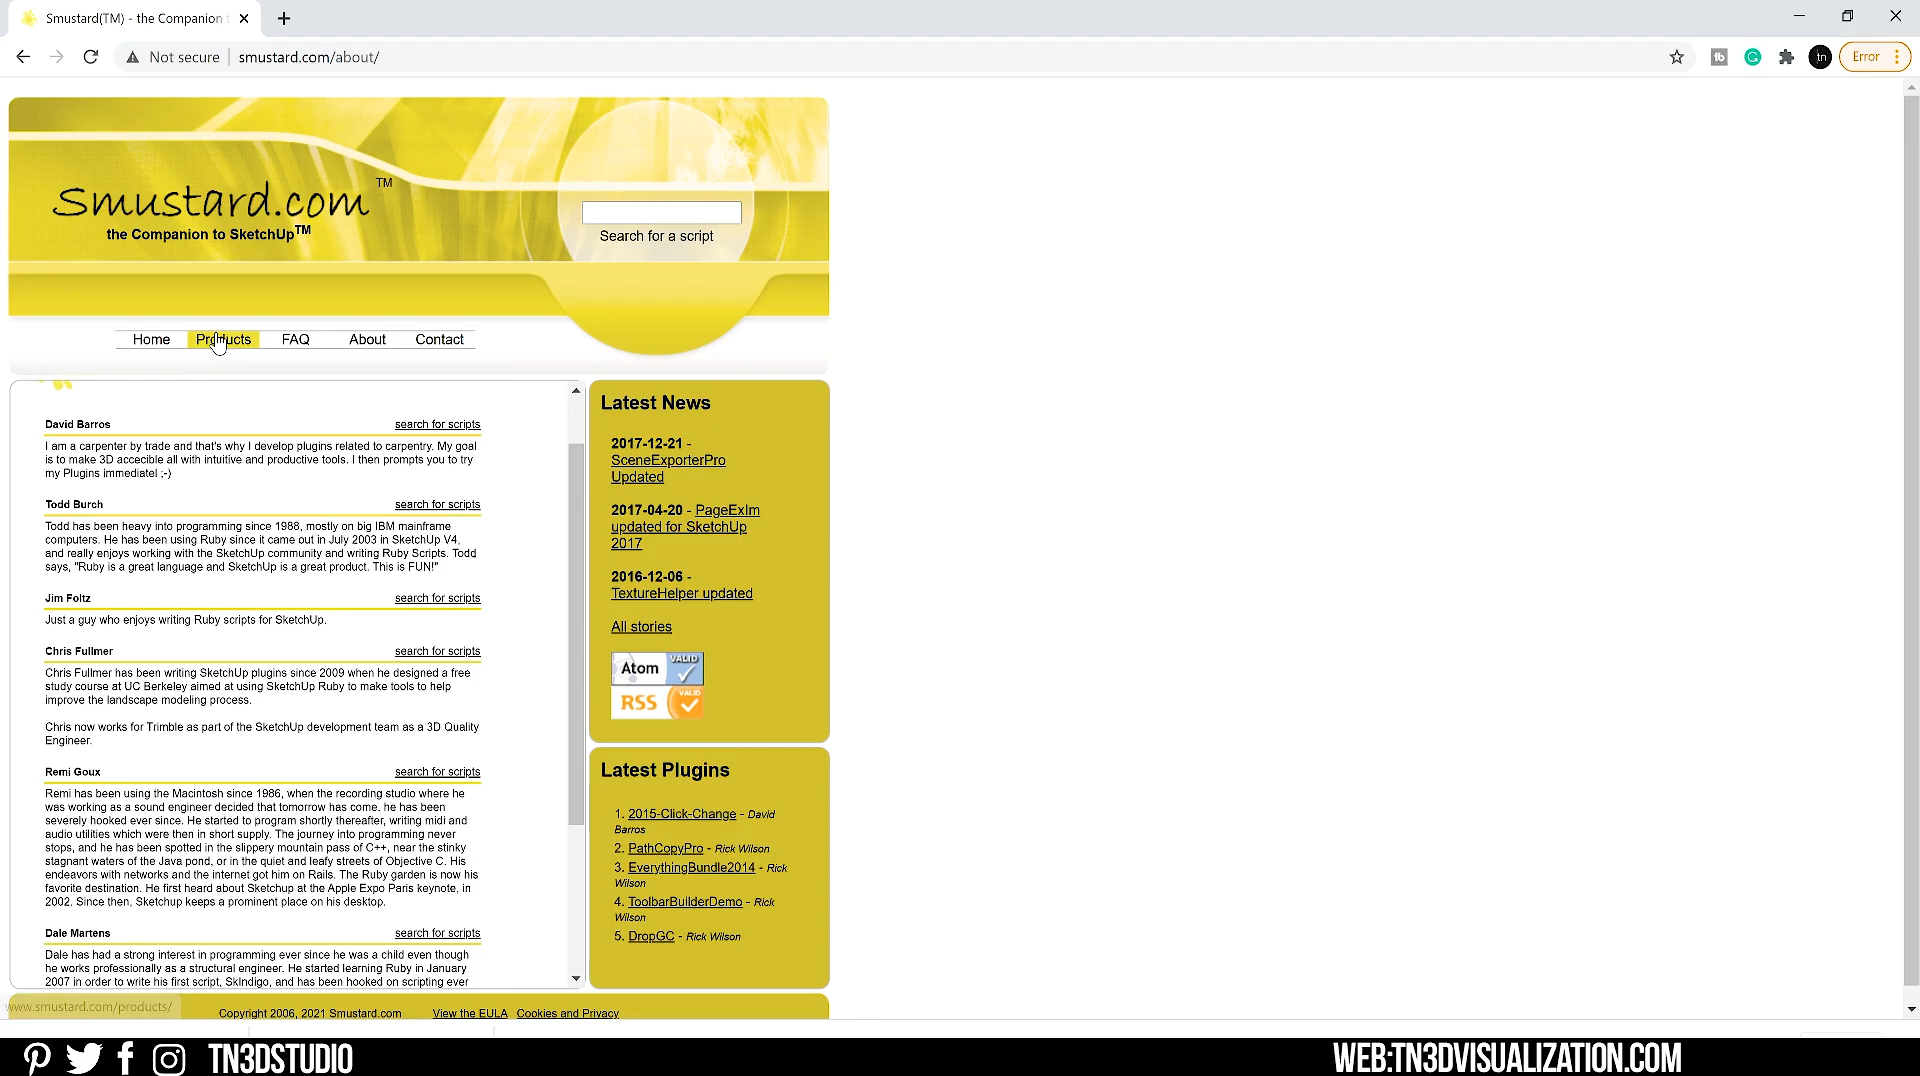 Smustard(TM) - the Companion t
Not secure
smustard.com/about/
Error
Smustard.com TM
the Companion to SketchUp TM
Search for a script
Home Products FAQ About Contact
David Barros search for scripts
I am a carpenter by trade and that's why I develop plugins related to carpentry. My goal
is to make 3D accecible all with intuitive and productive tools. I then prompts you to try
my Plugins immediatel ;-)
Todd Burch search for scripts
Todd has been heavy into programming since 1988, mostly on big IBM mainframe
computers. He has been using Ruby since it came out in July 2003 in SketchUp V4,
and really enjoys working with the SketchUp community and writing Ruby Scripts. Todd
says, "Ruby is a great language and SketchUp is a great product. This is FUN!"
Jim Foltz search for scripts
Just a guy who enjoys writing Ruby scripts for SketchUp.
Chris Fullmer search for scripts
Chris Fullmer has been writing SketchUp plugins since 2009 when he designed a free
study course at UC Berkeley aimed at using SketchUp Ruby to make tools to help
improve the landscape modeling process.
Chris now works for Trimble as part of the SketchUp development team as a 3D Quality
Engineer.
Remi Goux search for scripts
Remi has been using the Macintosh since 1986, when the recording studio where he
was working as a sound engineer decided that tomorrow has come. he has been
severely hooked ever since. He started to program shortly thereafter, writing midi and
audio utilities which were then in short supply. The journey into programming never
stops, and he has been spotted in the slippery mountain pass of C++, near the stinky
stagnant waters of the Java pond, or in the quiet and leafy streets of Objective C. His
endeavors with networks and the internet got him on Rails. The Ruby garden is now his
favorite destination. He first heard about Sketchup at the Apple Expo Paris keynote, in
2002. Since then, Sketchup keeps a prominent place on his desktop.
Dale Martens search for scripts
Dale has had a strong interest in programming ever since he was a child even though
he works professionally as a structural engineer. He started learning Ruby in January
2007 in order to write his first script, SkIndigo, and has been hooked on scripting ever
Latest News
2017-12-21 -
SceneExporterPro
Updated
2017-04-20 - PageExIm
updated for SketchUp
2017
2016-12-06 -
TextureHelper updated
All stories
Atom VALID
RSS VALID
Latest Plugins
1. 2015-Click-Change - David
Barros
2. PathCopyPro - Rick Wilson
3. EverythingBundle2014 - Rick
Wilson
4. ToolbarBuilderDemo - Rick
Wilson
5. DropGC - Rick Wilson
www.smustard.com/products/
Copyright 2006, 2021 Smustard.com View the EULA Cookies and Privacy
TN3DSTUDIO
WEB:TN3DVISUALIZATION.COM